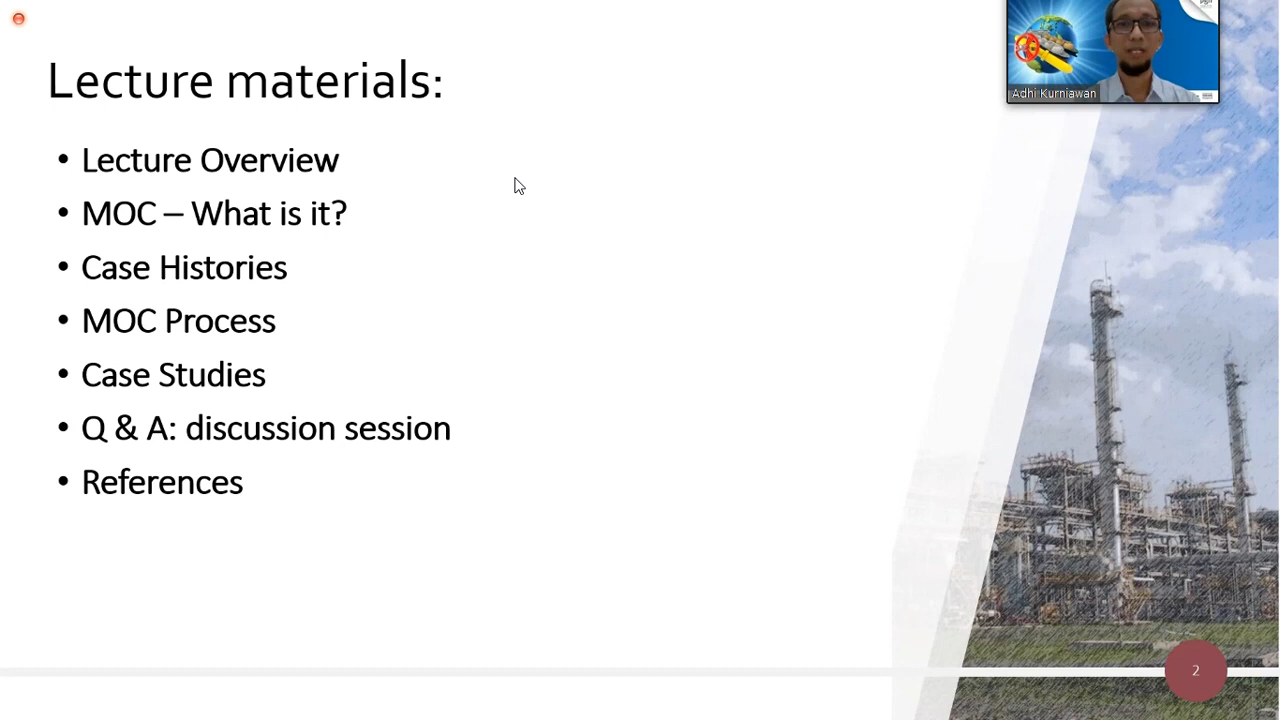 Lecture materials:
Adhi Kurniawan
• Lecture Overview
• MOC – What is it?
• Case Histories
• MOC Process
• Case Studies
• Q & A: discussion session
• References
2